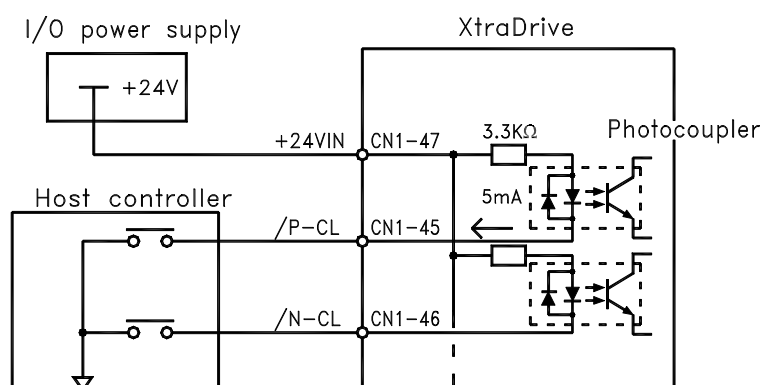 I/O power supply
XtraDrive
+24V
+24VIN
CN1-47
3.3KΩ
Photocoupler
Host controller
5mA
/P-CL
CN1-45
/N-CL
CN1-46